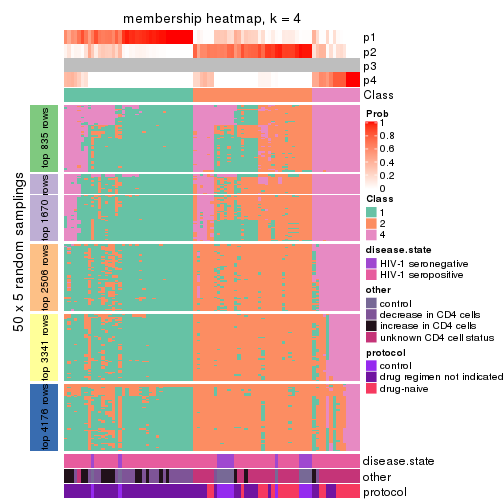 membership heatmap, k = 4
p1
p2
p3
p4
Class
50 x 5 random samplings
top 835 rows
top 1670 rows
top 2506 rows
top 3341 rows
top 4176 rows
Prob
1
0.8
0.6
0.4
0.2
0
Class
1
2
4
disease.state
HIV-1 seronegative
HIV-1 seropositive
other
control
decrease in CD4 cells
increase in CD4 cells
unknown CD4 cell status
protocol
control
drug regimen not indicated
drug-naive
disease.state
other
protocol